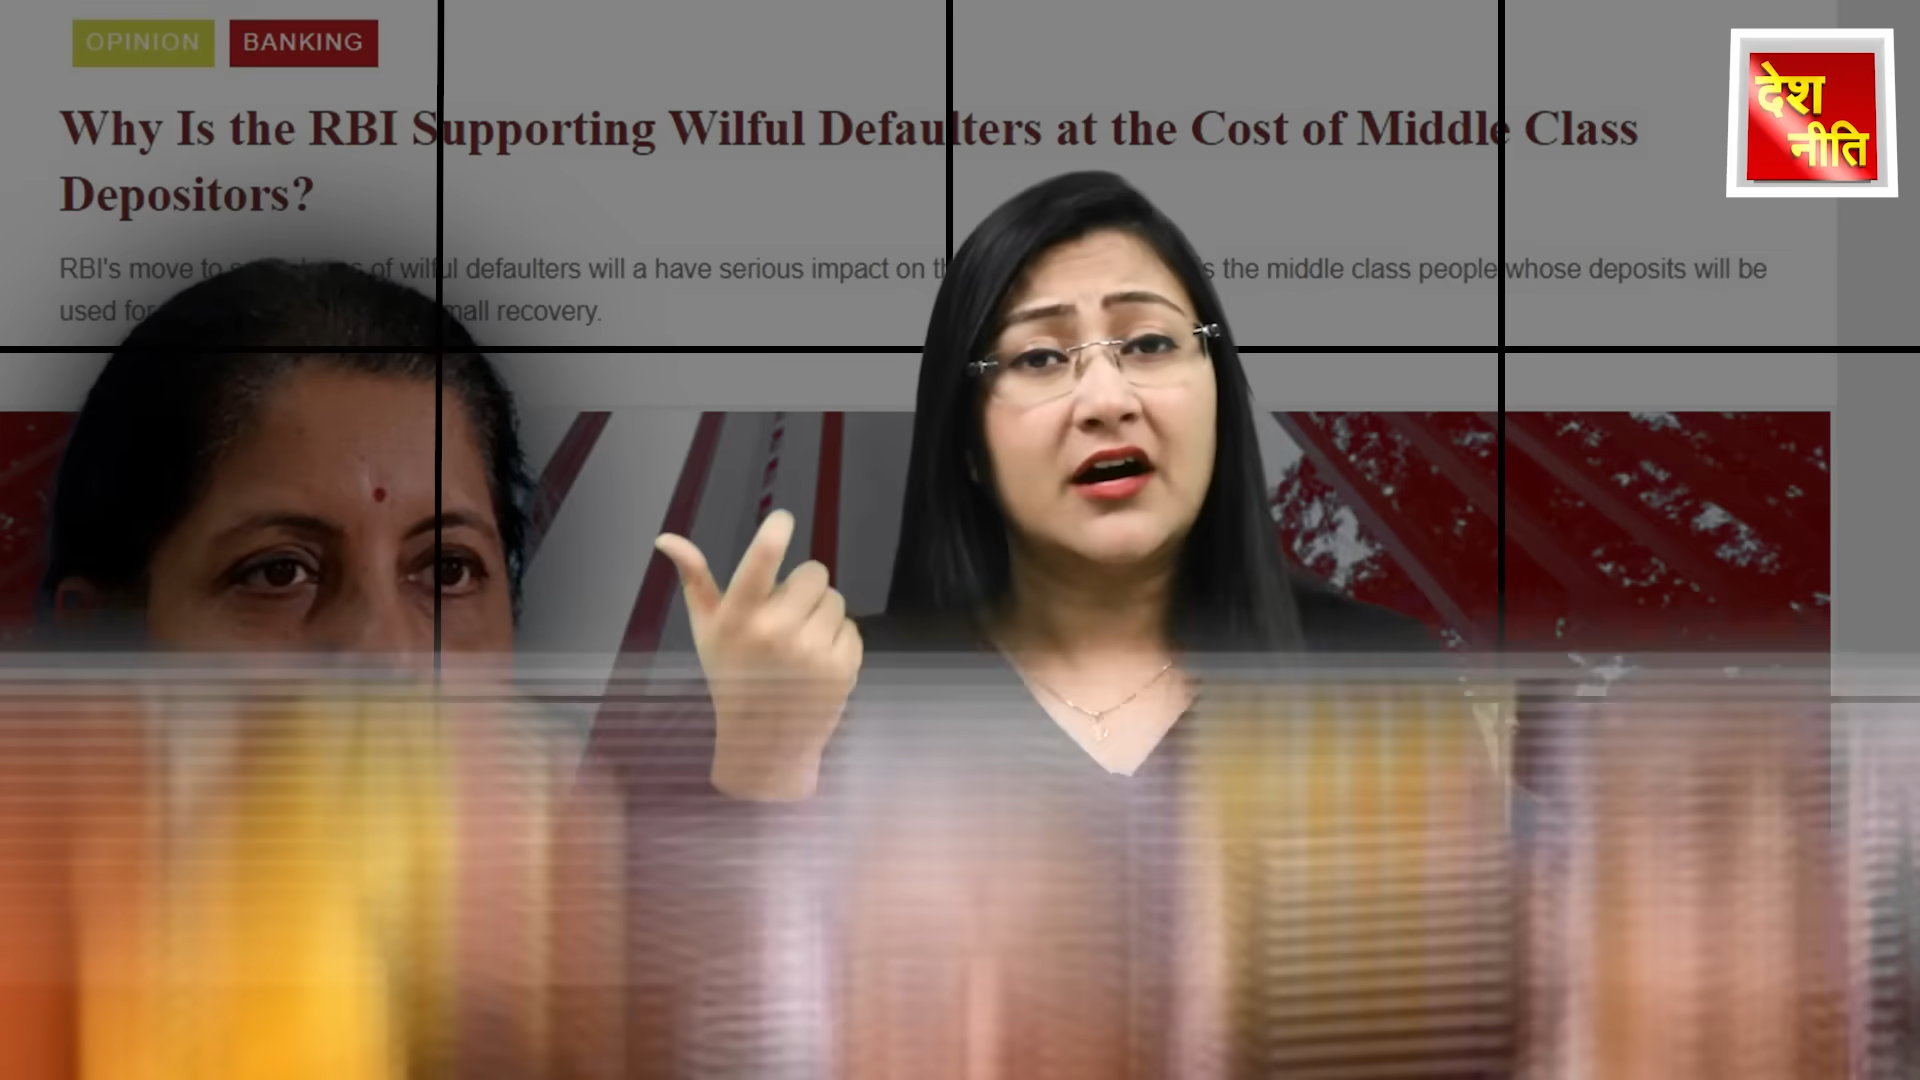 OPINION BANKING
Why Is the RBI Supporting Wilful Defaulters at the Cost of Middle Class
Depositors?
RBI's move to of wilful defaulters will a have serious impact on the middle class people whose deposits will be
used for recovery.
देश
नीति